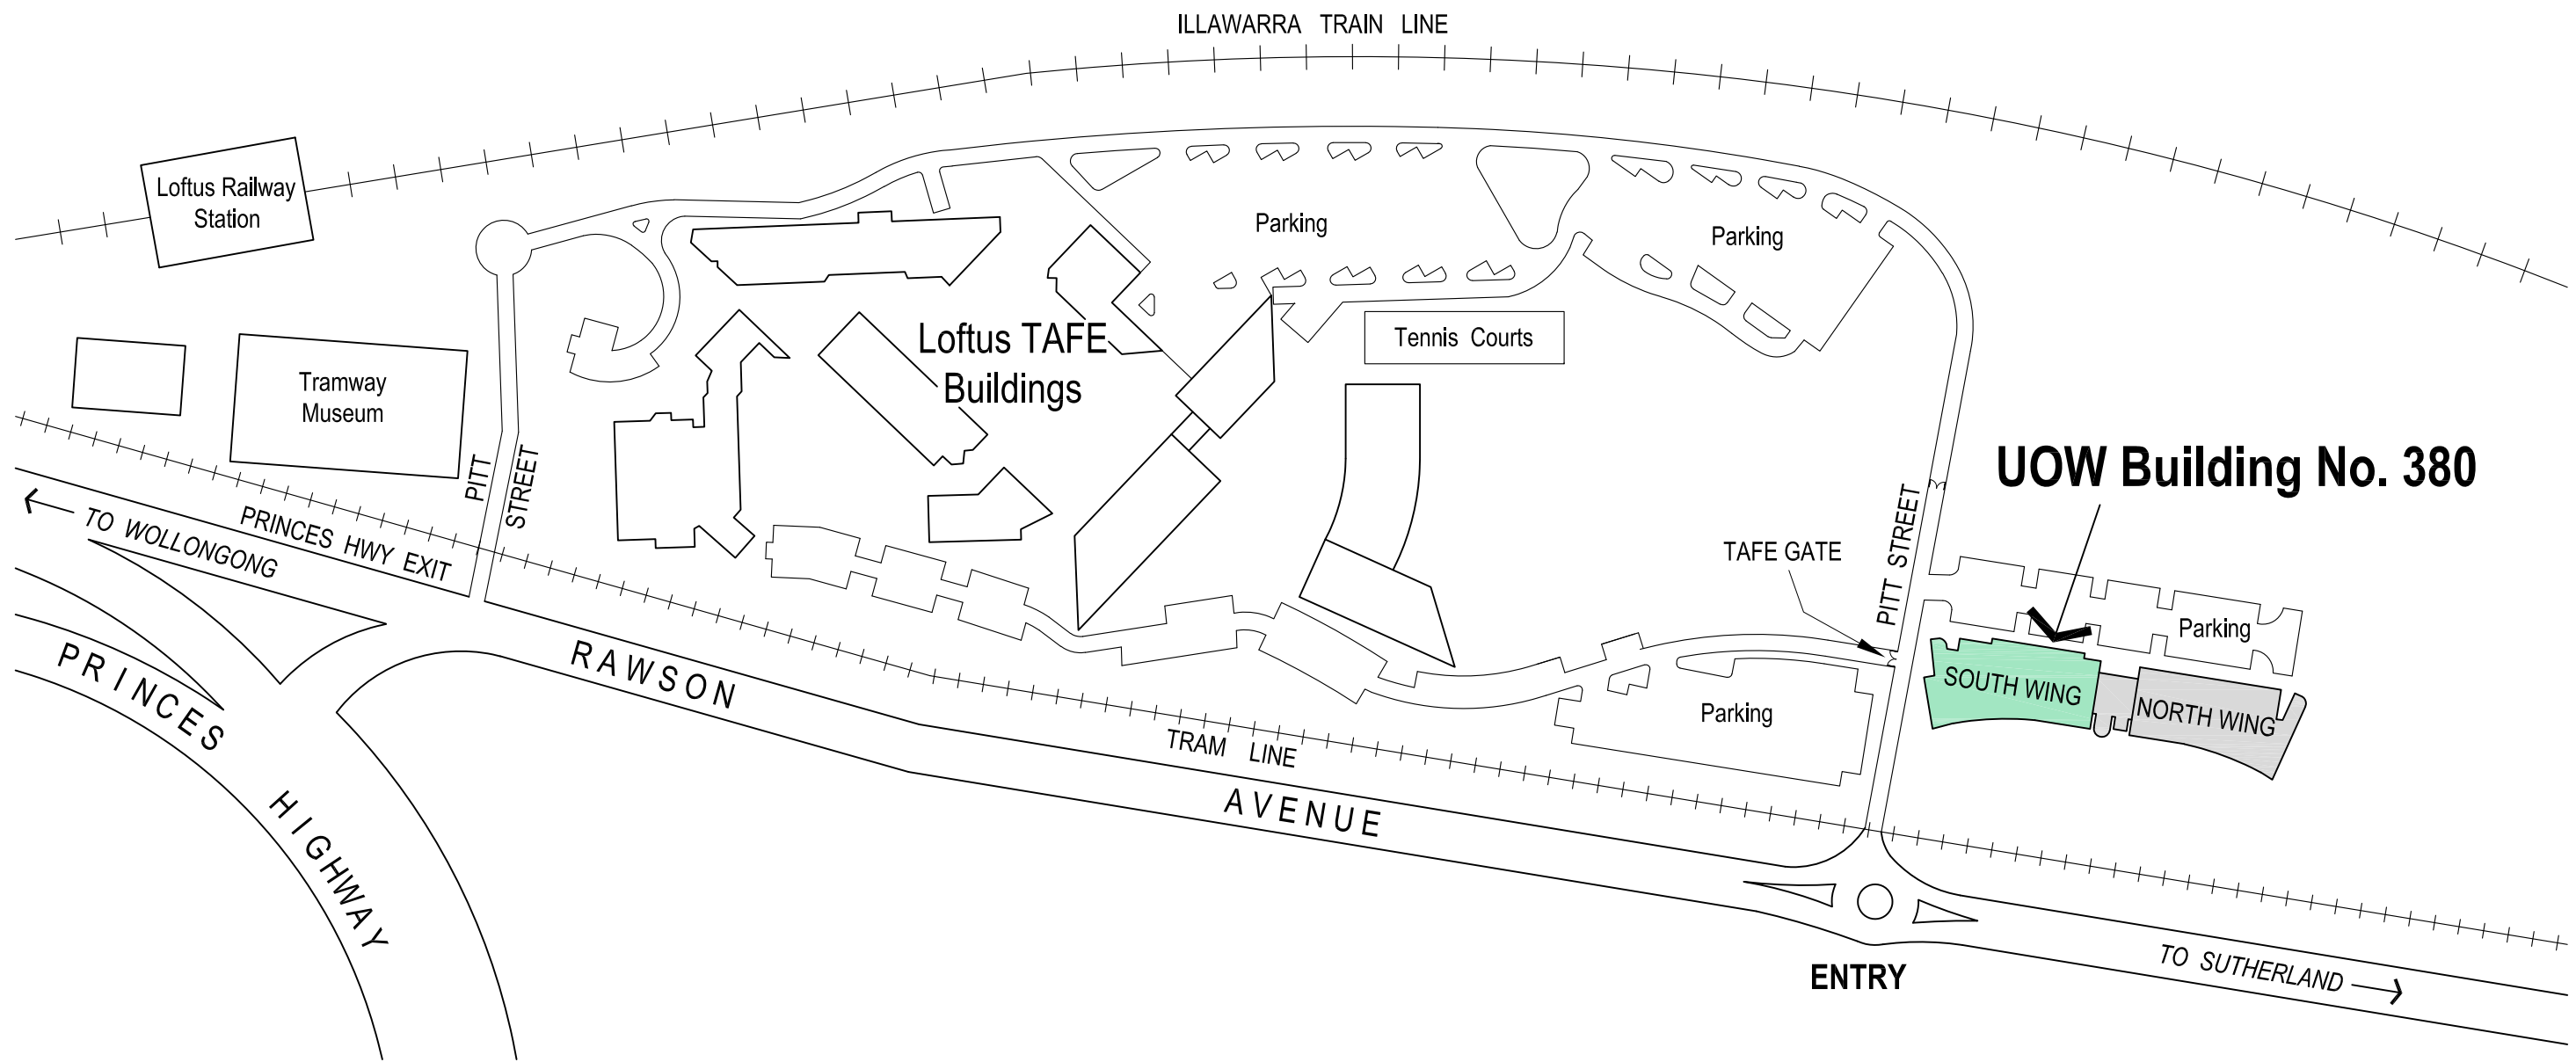 ILLAWARRA TRAIN LINE
Loftus Railway
Station
Parking
Parking
Loftus TAFE
Buildings
Tennis Courts
Tramway
Museum
PITT
STREET
UOW Building No. 380
PITT STREET
TAFE GATE
TO WOLLONGONG
PRINCES HWY EXIT
Parking
SOUTH WING
NORTH WING
Parking
PRINCES
HIGHWAY
RAWSON
AVENUE
TRAM LINE
ENTRY
TO SUTHERLAND